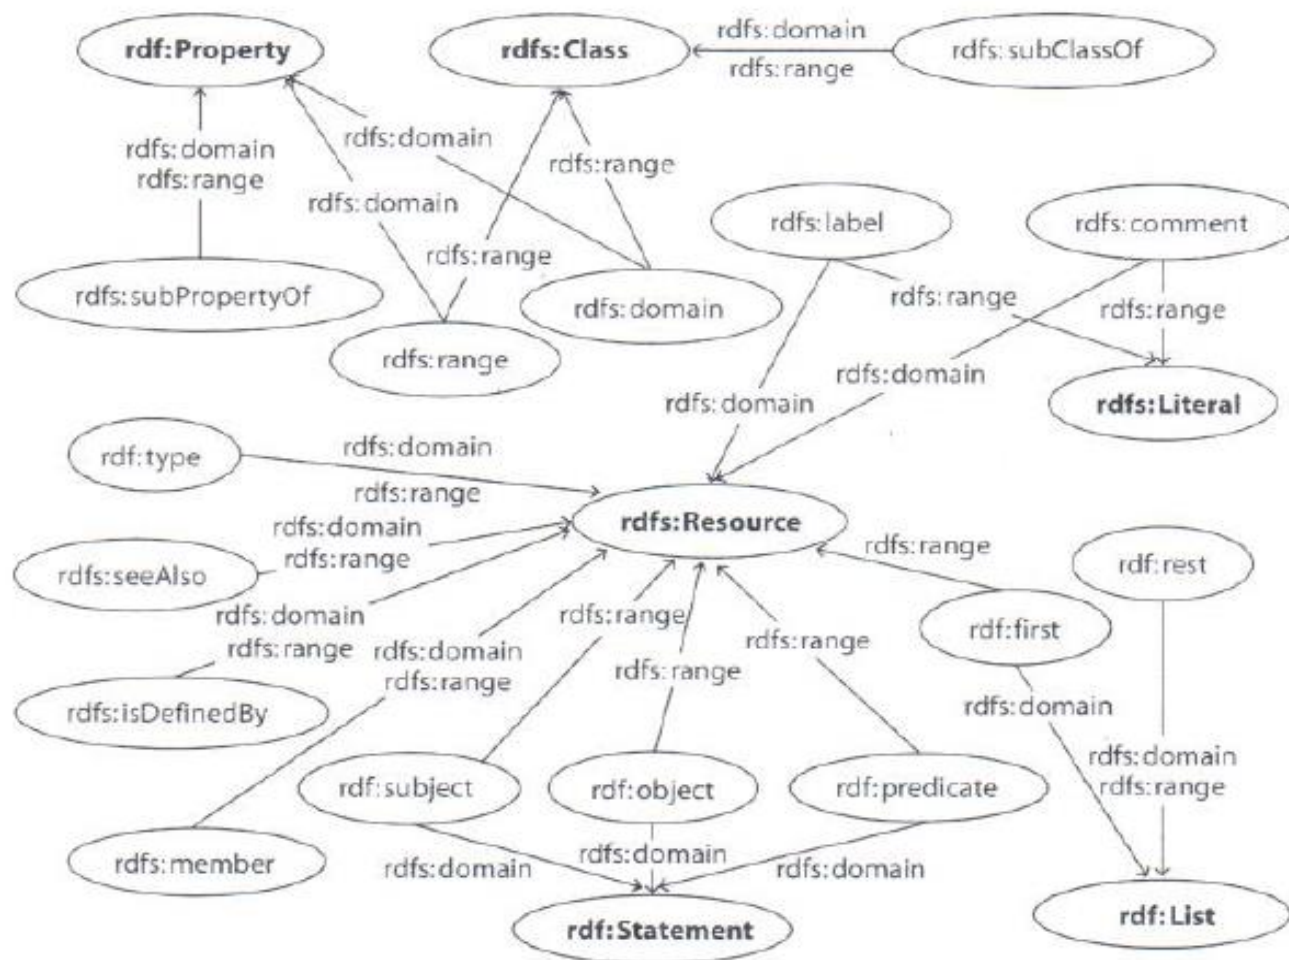 rdf:Property
rdfs:Class
rdfs:domain
rdfs:range
rdfs:subClassOf
rdfs:domain
rdfs:range
rdfs:domain
rdfs:range
rdfs:domain
rdfs:range
rdfs:label
rdfs:comment
rdfs:subPropertyOf
rdfs:range
rdfs:domain
rdfs:range
rdfs:range
rdfs:domain
rdfs:domain
rdfs:Literal
rdf:type
rdfs:domain
rdfs:range
rdfs:Resource
rdfs:domain
rdfs:range
rdfs:seeAlso
rdfs:range
rdf:rest
rdfs:domain
rdfs:range
rdfs:isDefinedBy
rdfs:domain
rdfs:range
rdfs:range
rdfs:range
rdfs:range
rdf:first
rdfs:domain
rdfs:domain
rdfs:range
rdf:subject
rdf:object
rdf:predicate
rdfs:member
rdfs:domain
rdfs:domain
rdfs:domain
rdf:Statement
rdf:List